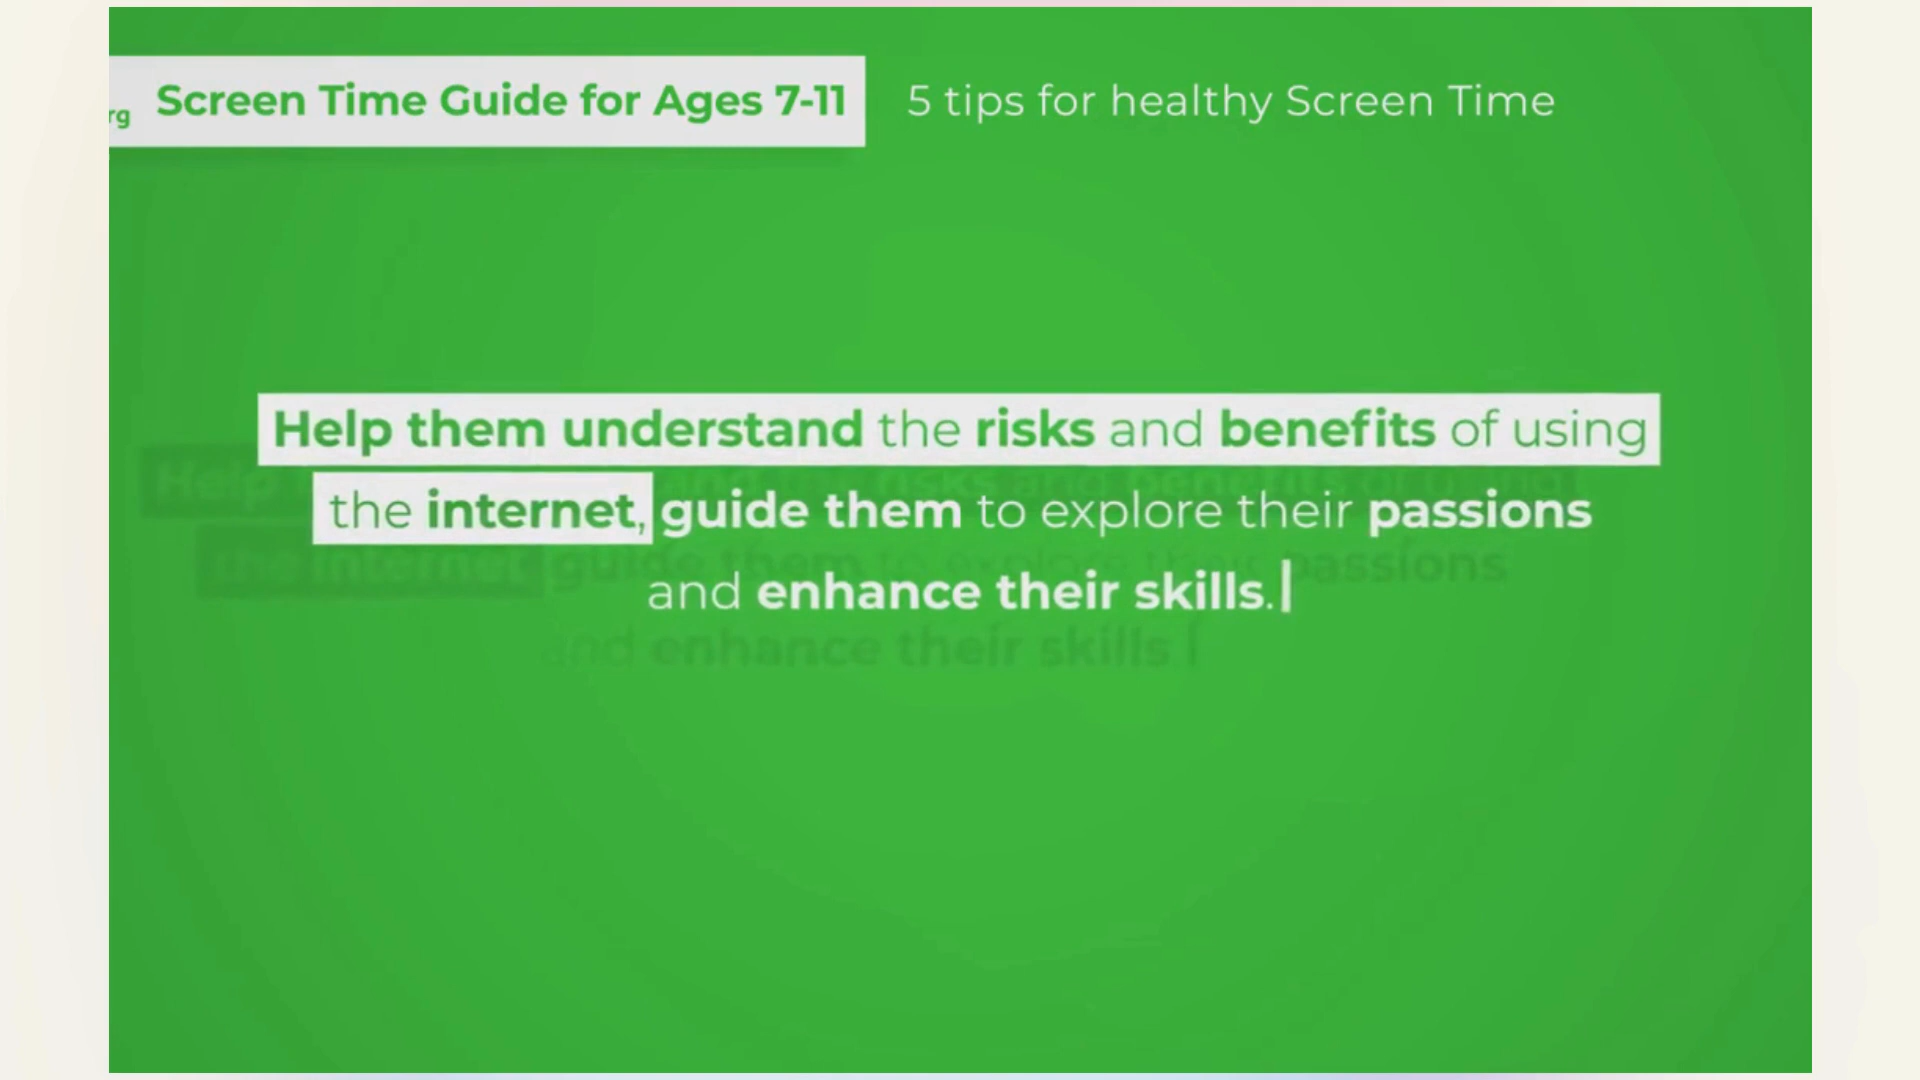 rg Screen Time Guide for Ages 7-11 5 tips for healthy Screen Time
Help them understand the risks and benefits of using
the internet, guide them to explore their passions
and enhance their skills.